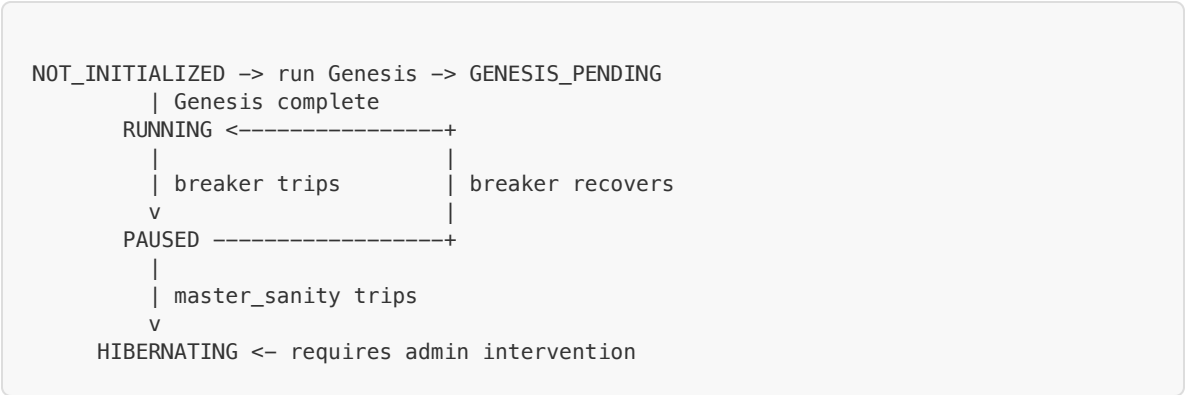 NOT_INITIALIZED -> run Genesis -> GENESIS_PENDING
         | Genesis complete
       RUNNING <----------------+
         |                      |
         | breaker trips        | breaker recovers
         v                      |
       PAUSED ------------------+
         |
         | master_sanity trips
         v
     HIBERNATING <- requires admin intervention